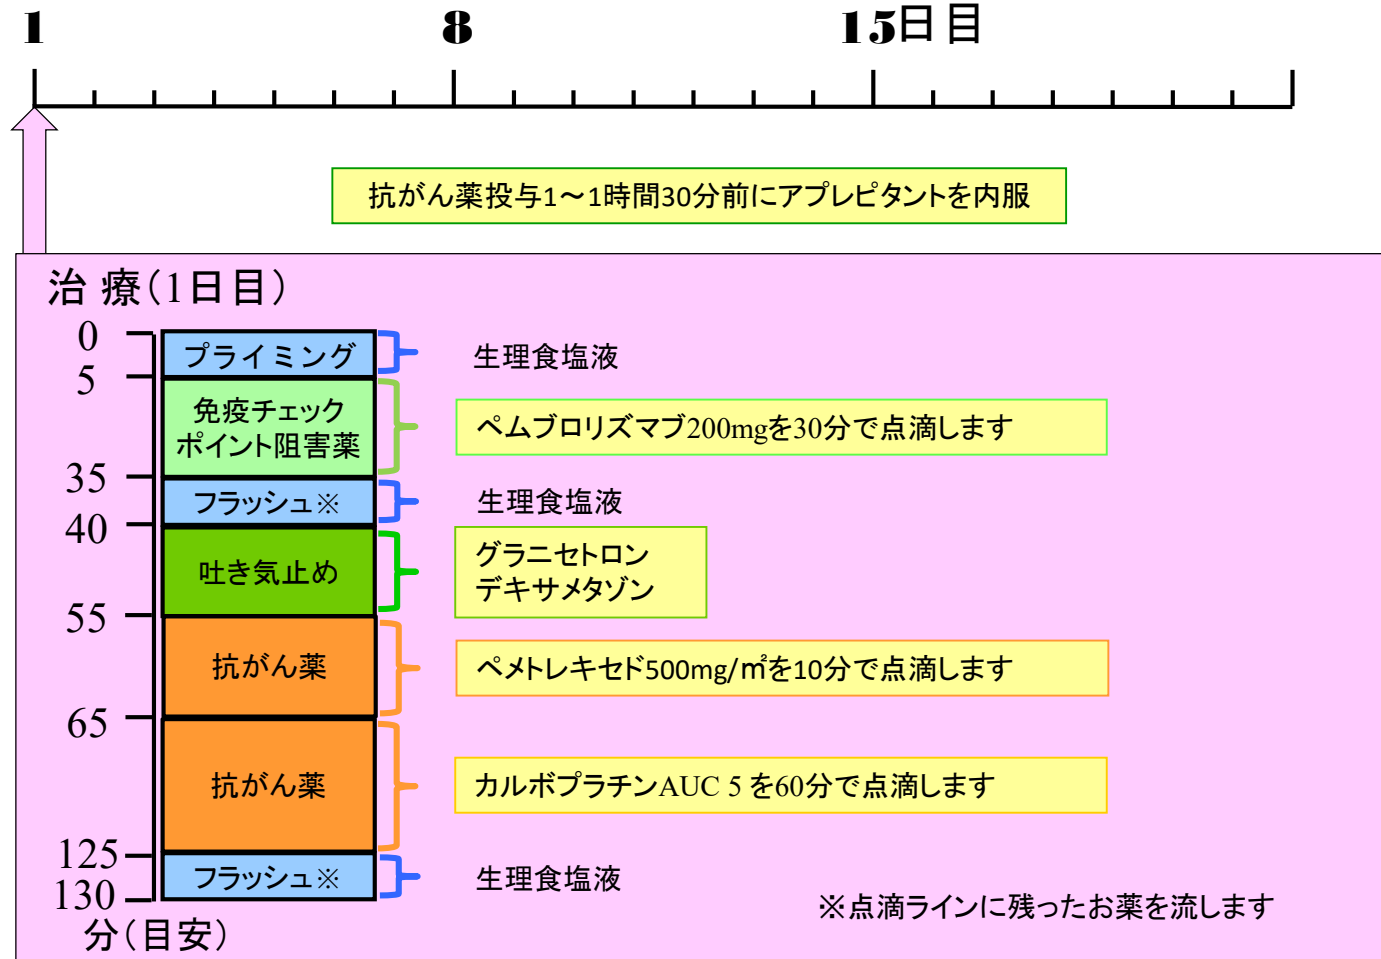 1
8
15日目
抗がん薬投与1～1時間30分前にアプレピタントを内服
治 療（1日目）
0
プライミング
生理食塩液
5
免疫チェック
ポイント阻害薬
ペムブロリズマブ200mgを30分で点滴します
35
フラッシュ※
生理食塩液
40
吐き気止め
グラニセトロン
デキサメタゾン
55
抗がん薬
ペメトレキセド500mg/㎡を10分で点滴します
65
抗がん薬
カルボプラチンAUC 5 を60分で点滴します
125
フラッシュ※
生理食塩液
130
※点滴ラインに残ったお薬を流します
分（目安）